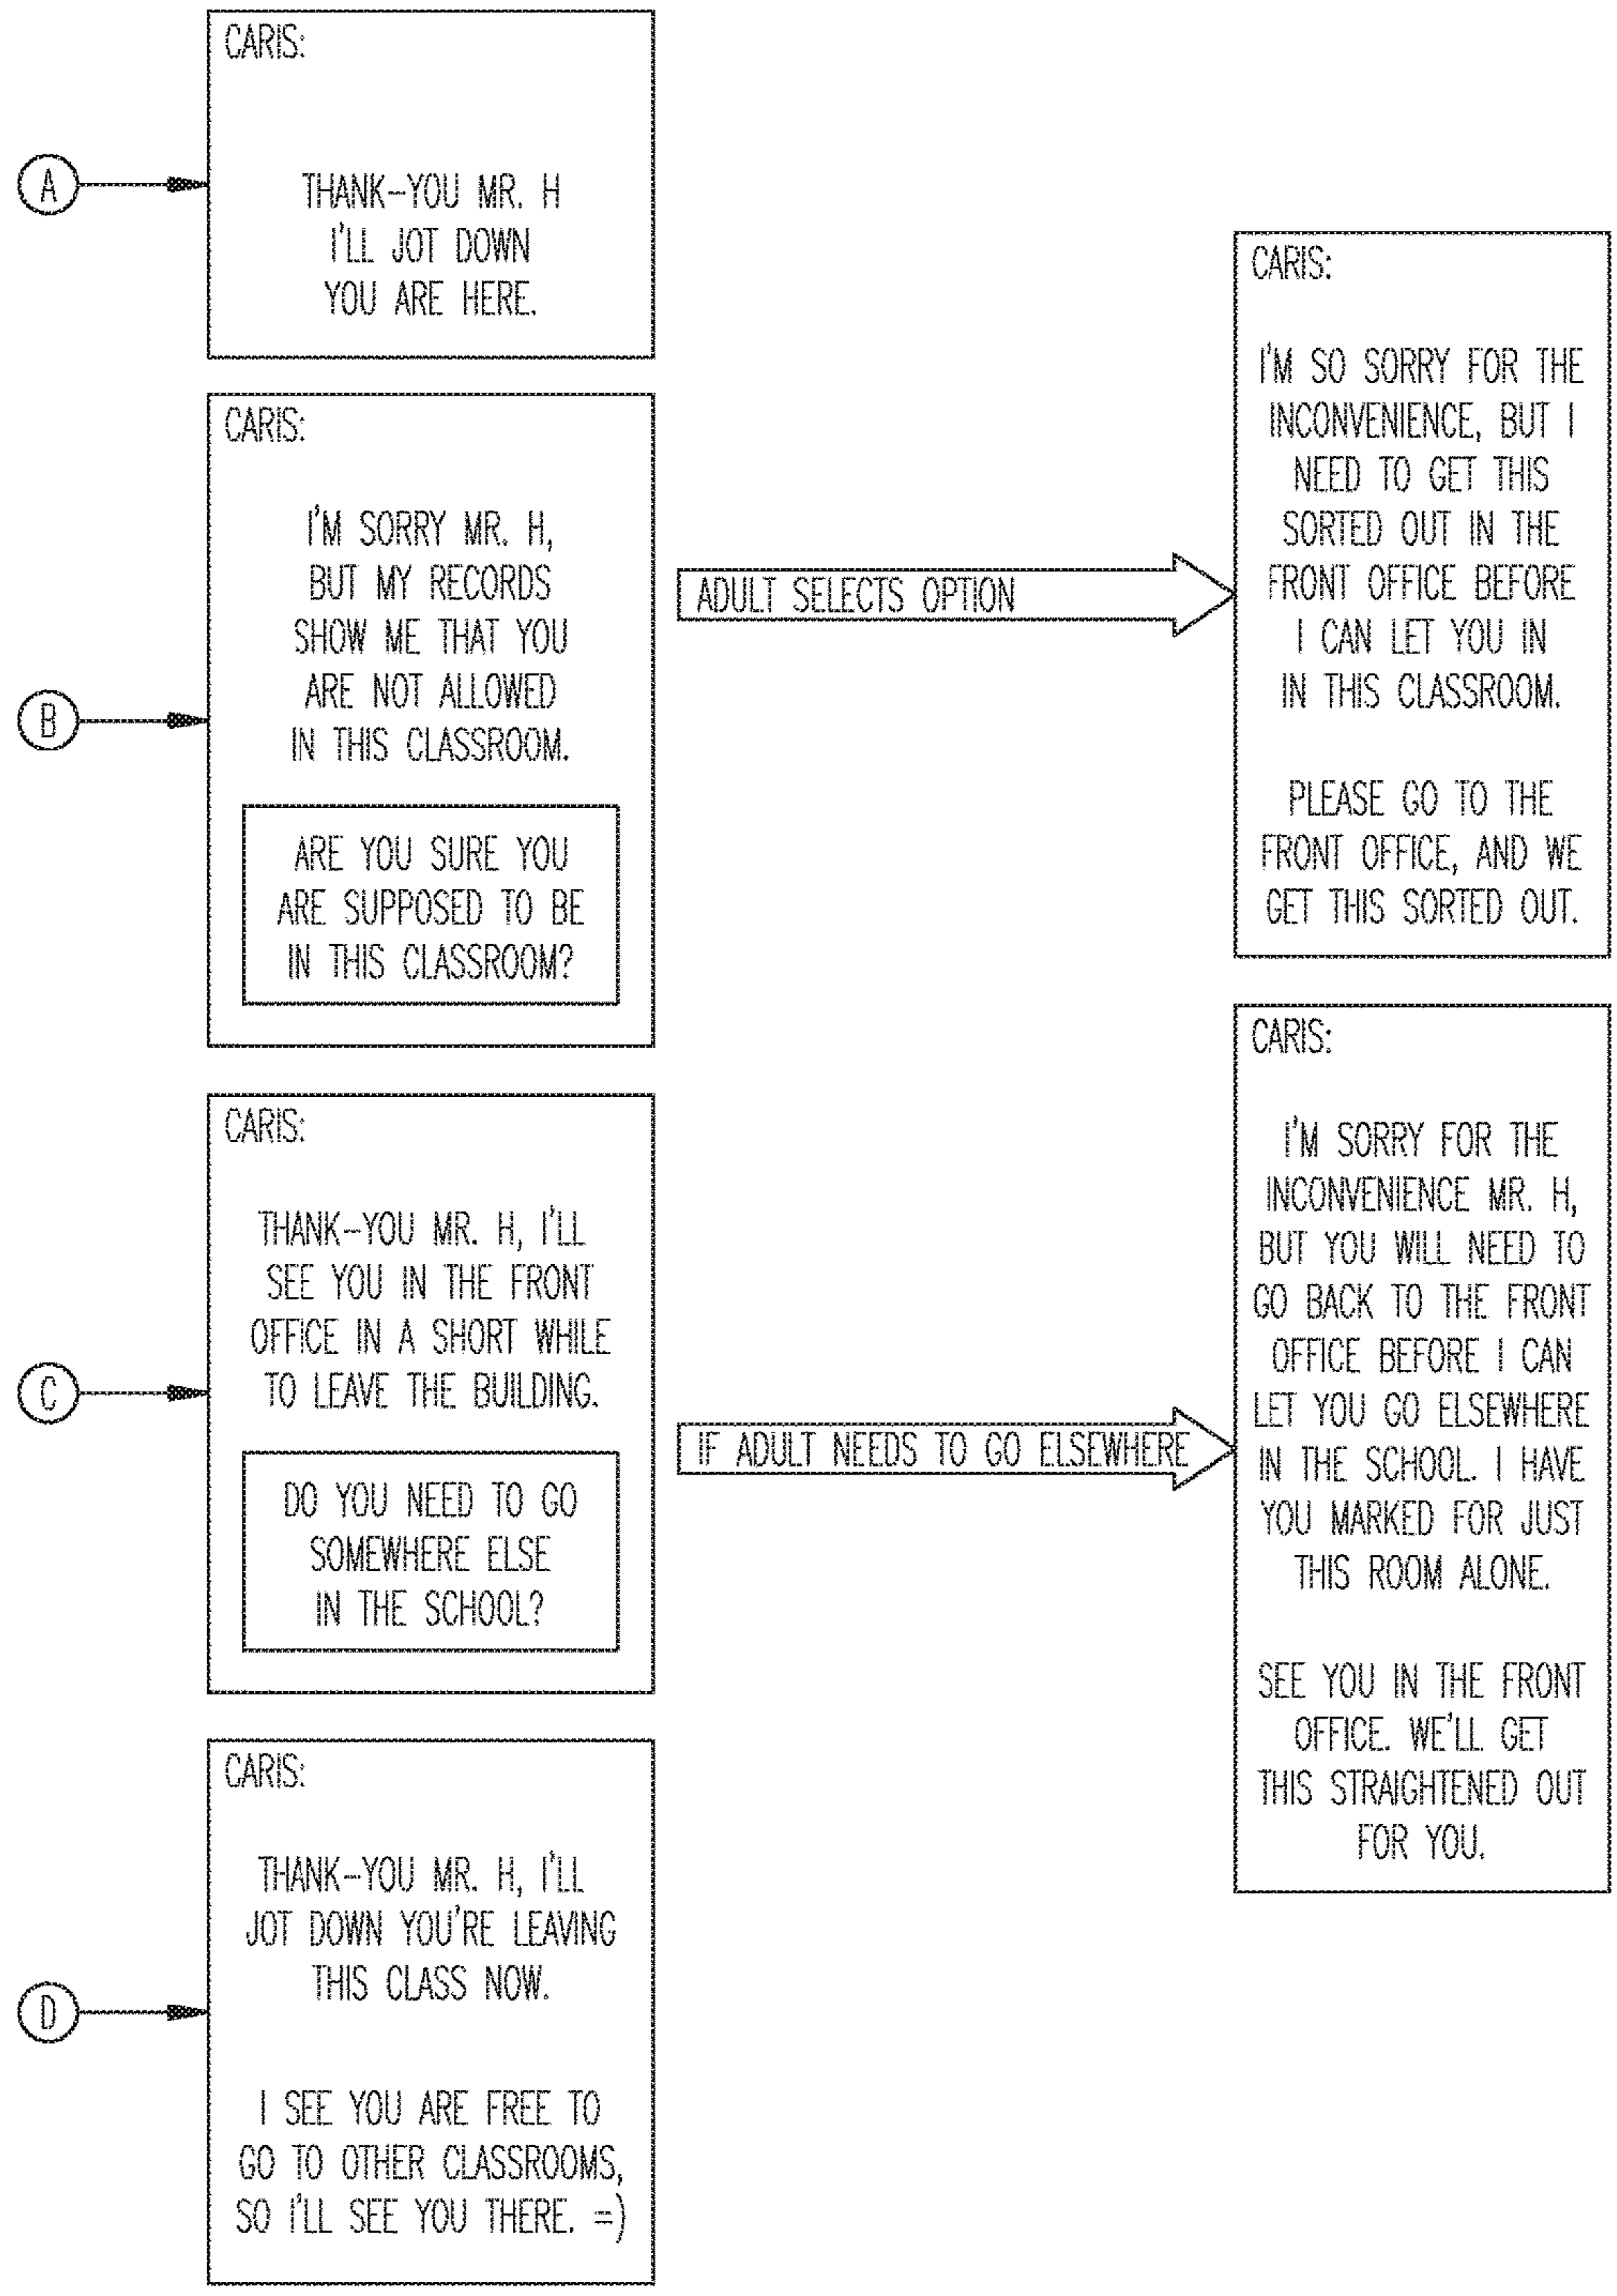 CARIS:
A
THANK-YOU MR. H
I'LL JOT DOWN
YOU ARE HERE.
CARIS:
B
I'M SORRY MR. H,
BUT MY RECORDS
SHOW ME THAT YOU
ARE NOT ALLOWED
IN THIS CLASSROOM.
ARE YOU SURE YOU
ARE SUPPOSED TO BE
IN THIS CLASSROOM?
ADULT SELECTS OPTION
CARIS:
I'M SO SORRY FOR THE
INCONVENIENCE, BUT I
NEED TO GET THIS
SORTED OUT IN THE
FRONT OFFICE BEFORE
I CAN LET YOU IN
IN THIS CLASSROOM.
PLEASE GO TO THE
FRONT OFFICE, AND WE
GET THIS SORTED OUT.
CARIS:
C
THANK-YOU MR. H, I'LL
SEE YOU IN THE FRONT
OFFICE IN A SHORT WHILE
TO LEAVE THE BUILDING.
DO YOU NEED TO GO
SOMEWHERE ELSE
IN THE SCHOOL?
IF ADULT NEEDS TO GO ELSEWHERE
CARIS:
I'M SORRY FOR THE
INCONVENIENCE MR. H,
BUT YOU WILL NEED TO
GO BACK TO THE FRONT
OFFICE BEFORE I CAN
LET YOU GO ELSEWHERE
IN THE SCHOOL. I HAVE
YOU MARKED FOR JUST
THIS ROOM ALONE.
SEE YOU IN THE FRONT
OFFICE. WE'LL GET
THIS STRAIGHTENED OUT
FOR YOU.
CARIS:
D
THANK-YOU MR. H, I'LL
JOT DOWN YOU'RE LEAVING
THIS CLASS NOW.
I SEE YOU ARE FREE TO
GO TO OTHER CLASSROOMS,
SO I'LL SEE YOU THERE. =)